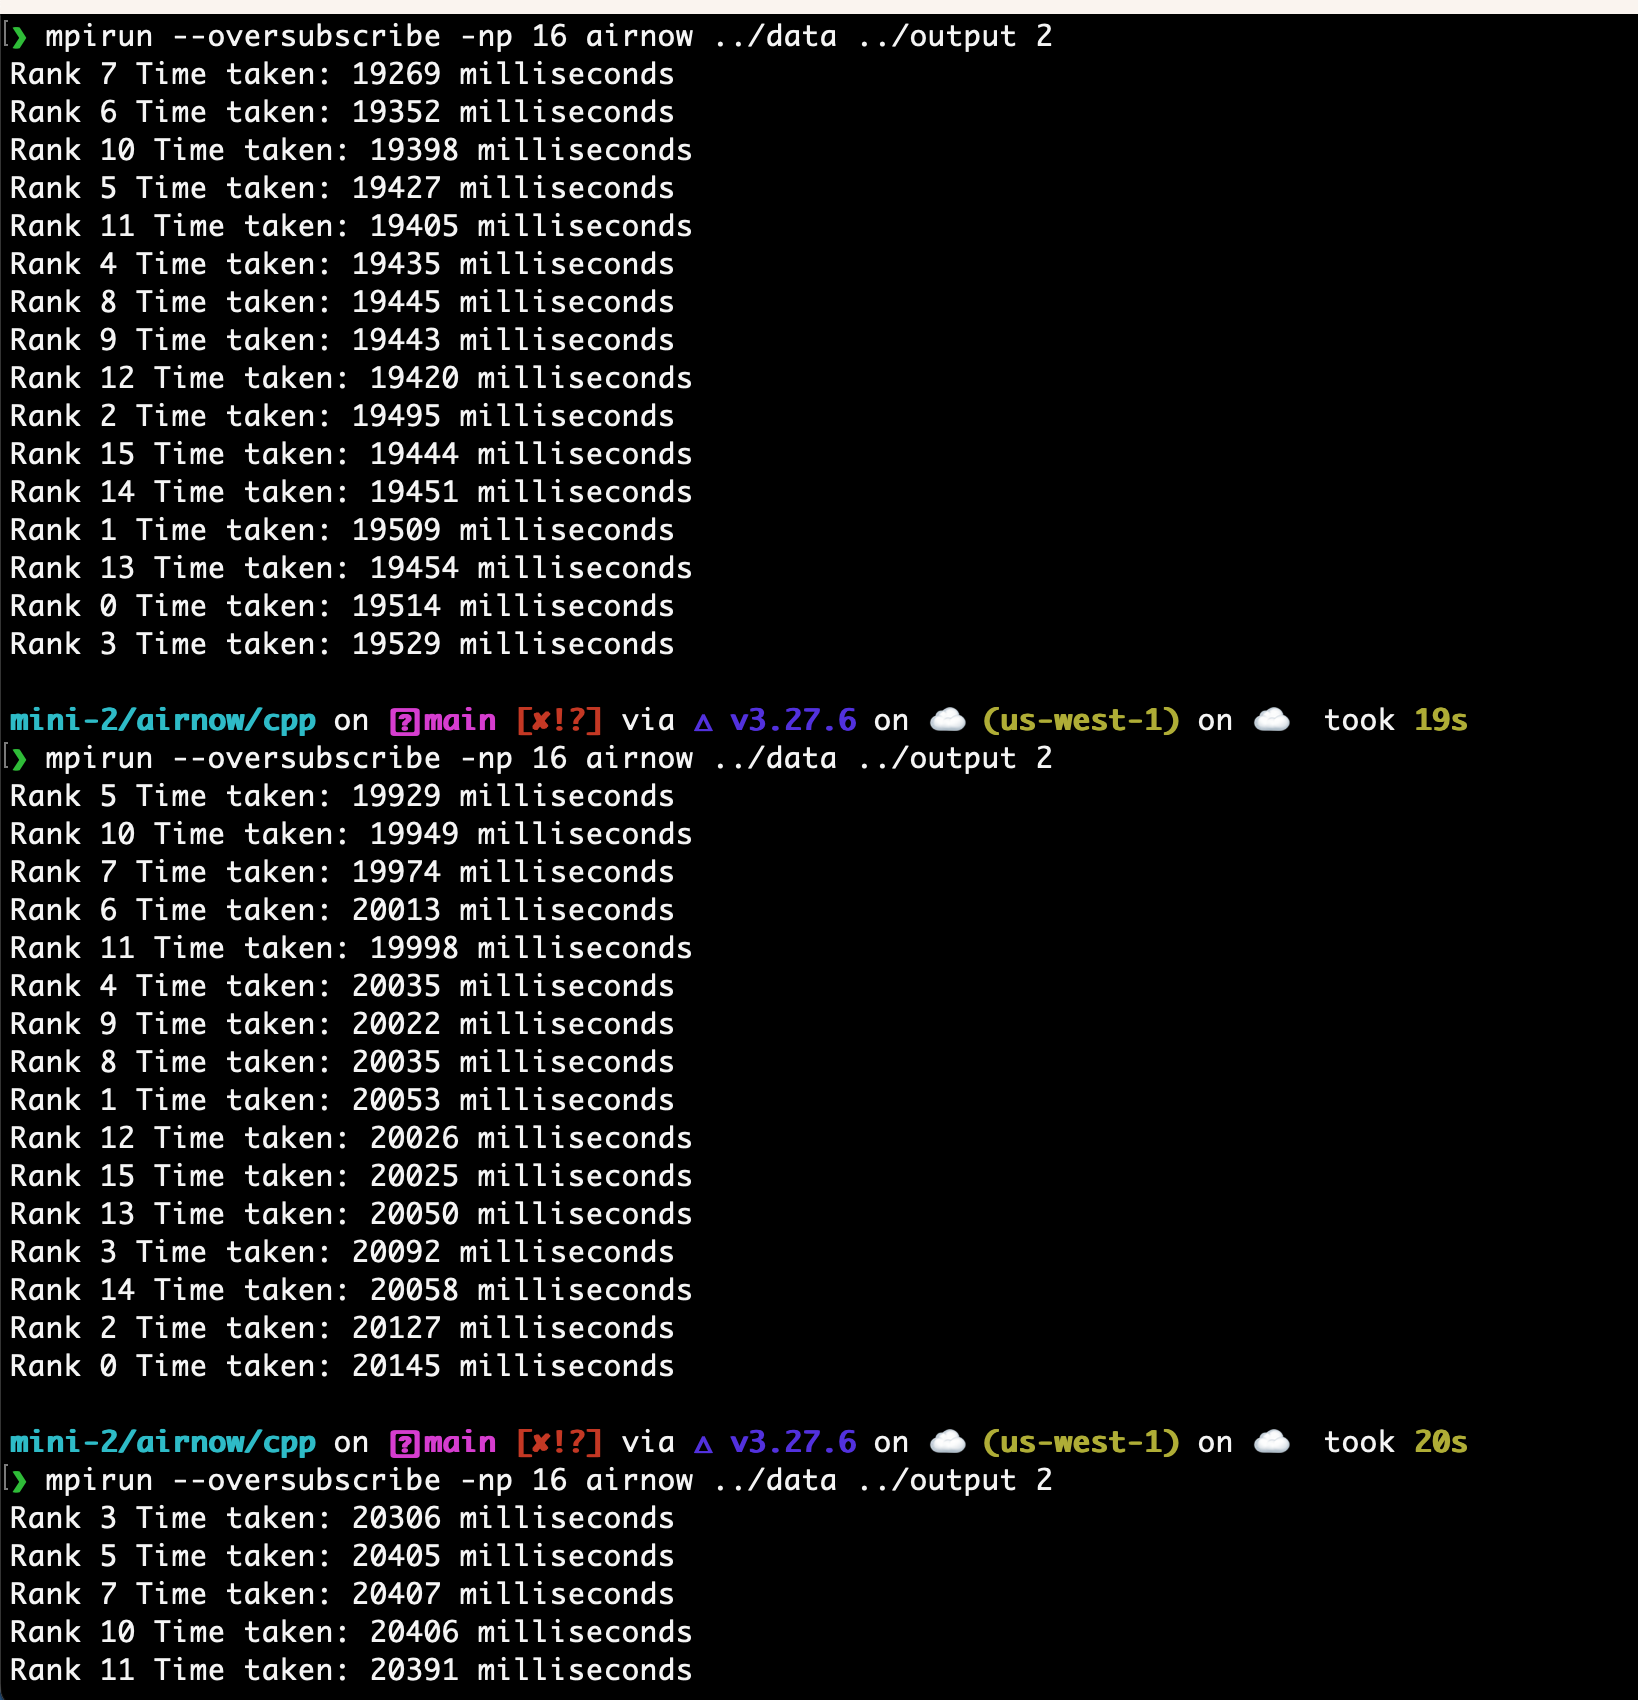 ❯ mpirun --oversubscribe -np 16 airnow ../data ../output 2
Rank 7 Time taken: 19269 milliseconds
Rank 6 Time taken: 19352 milliseconds
Rank 10 Time taken: 19398 milliseconds
Rank 5 Time taken: 19427 milliseconds
Rank 11 Time taken: 19405 milliseconds
Rank 4 Time taken: 19435 milliseconds
Rank 8 Time taken: 19445 milliseconds
Rank 9 Time taken: 19443 milliseconds
Rank 12 Time taken: 19420 milliseconds
Rank 2 Time taken: 19495 milliseconds
Rank 15 Time taken: 19444 milliseconds
Rank 14 Time taken: 19451 milliseconds
Rank 1 Time taken: 19509 milliseconds
Rank 13 Time taken: 19454 milliseconds
Rank 0 Time taken: 19514 milliseconds
Rank 3 Time taken: 19529 milliseconds
mini-2/airnow/cpp on main [✘!?] via △ v3.27.6 on ☁️ (us-west-1) on ☁️ took 19s
❯ mpirun --oversubscribe -np 16 airnow ../data ../output 2
Rank 5 Time taken: 19929 milliseconds
Rank 10 Time taken: 19949 milliseconds
Rank 7 Time taken: 19974 milliseconds
Rank 6 Time taken: 20013 milliseconds
Rank 11 Time taken: 19998 milliseconds
Rank 4 Time taken: 20035 milliseconds
Rank 9 Time taken: 20022 milliseconds
Rank 8 Time taken: 20035 milliseconds
Rank 1 Time taken: 20053 milliseconds
Rank 12 Time taken: 20026 milliseconds
Rank 15 Time taken: 20025 milliseconds
Rank 13 Time taken: 20050 milliseconds
Rank 3 Time taken: 20092 milliseconds
Rank 14 Time taken: 20058 milliseconds
Rank 2 Time taken: 20127 milliseconds
Rank 0 Time taken: 20145 milliseconds
mini-2/airnow/cpp on main [✘!?] via △ v3.27.6 on ☁️ (us-west-1) on ☁️ took 20s
❯ mpirun --oversubscribe -np 16 airnow ../data ../output 2
Rank 3 Time taken: 20306 milliseconds
Rank 5 Time taken: 20405 milliseconds
Rank 7 Time taken: 20407 milliseconds
Rank 10 Time taken: 20406 milliseconds
Rank 11 Time taken: 20391 milliseconds